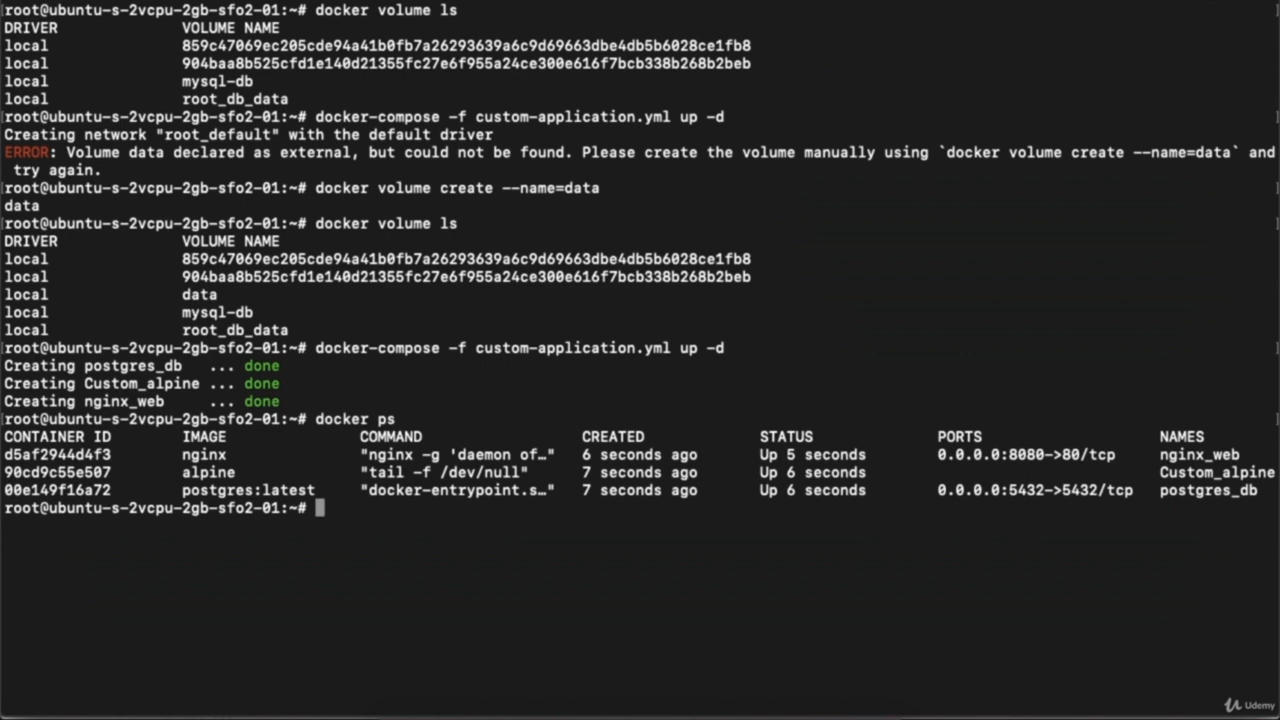 [root@ubuntu-s-2vcpu-2gb-sfo2-01:~# docker volume ls
DRIVER VOLUME NAME
local 859c47069ec205cde94a41b0fb7a26293639a6c9d69663dbe4db5b6028ce1fb8
local 904baa8b525cfd1e140d21355fc27e6f955a24ce300e616f7bcb338b268b2beb
local mysql-db
local root_db_data
[root@ubuntu-s-2vcpu-2gb-sfo2-01:~# docker-compose -f custom-application.yml up -d ]
Creating network "root_default" with the default driver
ERROR: Volume data declared as external, but could not be found. Please create the volume manually using `docker volume create --name=data` and
try again.
[root@ubuntu-s-2vcpu-2gb-sfo2-01:~# docker volume create --name=data ]
data
[root@ubuntu-s-2vcpu-2gb-sfo2-01:~# docker volume ls ]
DRIVER VOLUME NAME
local 859c47069ec205cde94a41b0fb7a26293639a6c9d69663dbe4db5b6028ce1fb8
local 904baa8b525cfd1e140d21355fc27e6f955a24ce300e616f7bcb338b268b2beb
local data
local mysql-db
local root_db_data
[root@ubuntu-s-2vcpu-2gb-sfo2-01:~# docker-compose -f custom-application.yml up -d ]
Creating postgres_db ... done
Creating Custom_alpine ... done
Creating nginx_web ... done
[root@ubuntu-s-2vcpu-2gb-sfo2-01:~# docker ps ]
CONTAINER ID IMAGE COMMAND CREATED STATUS PORTS NAMES
d5af2944d4f3 nginx "nginx -g 'daemon of…" 6 seconds ago Up 5 seconds 0.0.0.0:8080->80/tcp nginx_web
90cd9c55e507 alpine "tail -f /dev/null" 7 seconds ago Up 6 seconds Custom_alpine
00e149f16a72 postgres:latest "docker-entrypoint.s…" 7 seconds ago Up 6 seconds 0.0.0.0:5432->5432/tcp postgres_db
root@ubuntu-s-2vcpu-2gb-sfo2-01:~#
Udemy